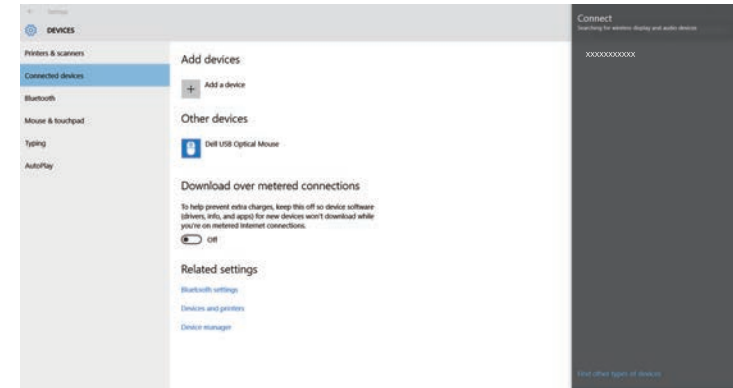 Settings
DEVICES
Printers & scanners
Connected devices
Bluetooth
Mouse & touchpad
Typing
AutoPlay
Add devices
+ Add a device
Other devices
Dell USB Optical Mouse
Download over metered connections
To help prevent extra charges, keep this off so device software
(drivers, info, and apps) for new devices won't download while
you're on metered Internet connections.
Off
Related settings
Bluetooth settings
Devices and printers
Device manager
Connect
Searching for wireless display and audio devices
xxxxxxxxxxx
Find other types of devices